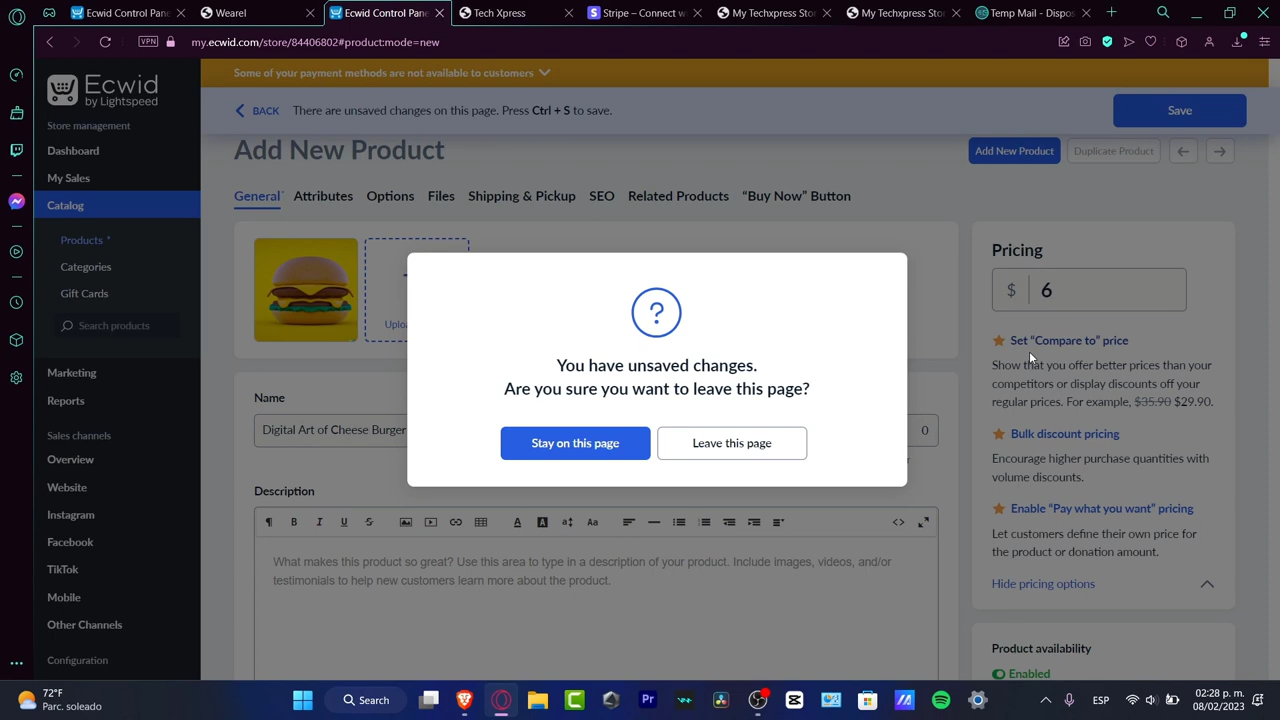 Ecwid Control Pane
Wearel
Ecwid Control Pane
Tech Xpress
Stripe – Connect w
My Techxpress Sto
My Techxpress Sto
Temp Mail - Dispos
VPN
my.ecwid.com/store/84406802#product:mode=new
Ecwid
by Lightspeed
Store management
Dashboard
My Sales
Catalog
Products *
Categories
Gift Cards
Search products
Marketing
Reports
Sales channels
Overview
Website
Instagram
Facebook
TikTok
Mobile
Other Channels
Configuration
Some of your payment methods are not available to customers
BACK
There are unsaved changes on this page. Press Ctrl + S to save.
Save
Add New Product
Add New Product
Duplicate Product
General*
Attributes
Options
Files
Shipping & Pickup
SEO
Related Products
“Buy Now” Button
Name
Digital Art of Cheese Burger
0
Description
What makes this product so great? Use this area to type in a description of your product. Include images, videos, and/or
testimonials to help new customers learn more about the product.
You have unsaved changes.
Are you sure you want to leave this page?
Stay on this page
Leave this page
Pricing
$ 6
Set “Compare to” price
Show that you offer better prices than your
competitors or display discounts off your
regular prices. For example, $35.90 $29.90.
Bulk discount pricing
Encourage higher purchase quantities with
volume discounts.
Enable “Pay what you want” pricing
Let customers define their own price for
the product or donation amount.
Hide pricing options
Product availability
Enabled
72°F
Parc. soleado
Search
Pr
ESP
02:28 p. m.
08/02/2023